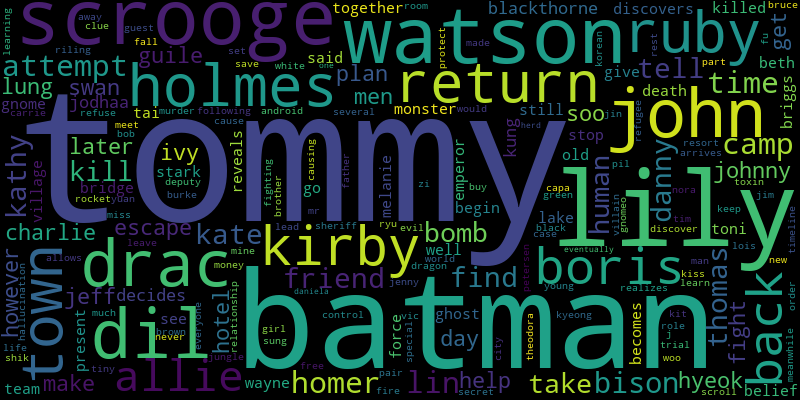 scrooge
together
room
blackthorne
discovers
killed
bruce
away
clue
guest
men
watson
ruby
get
learning
riling
fall
guile
said
protect
korean
fu
rest
attempt
set
save
white
one
plan
return
give
tell
part
beth
lung
swan
holmes
monster
would
death
time
gnome
jodhaa
murder
following
android
still
soo
jin
john
briggs
carrie
refuse
tai
cause
several
kung
old
stop
refugee
camp
kathy
meet
bob
tommy
herd
later
ivy
reveals
causing
father
melanie
emperor
human
danny
resort
arrives
village
kill
stark
fighting
brother
go
zi
buy
capa
pil
johnny
toxin
bridge
deputy
rocket
yuan
burke
begin
green
nora
jim
miss
mr
lily
villain
gnomeo
charlie
escape
kate
lead
sheriff
ryu
evil
lake
black
case
tim
discover
toni
keep
timeline
leave
kirby
bomb
well
world
dragon
eventually
lois
however
town
drac
allows
mine
money
friend
jenny
find
petersen
boris
young
realizes
thomas
man
kiss
learn
new
back
hallucination
jeff
decides
hotel
relationship
daniela
batman
life
present
much
dil
see
brown
never
everyone
girl
sung
control
force
vic
special
ghost
day
city
theodora
kyeong
becomes
kit
role
j
trial
woo
fight
order
meanwhile
shik
team
make
tiny
allie
jungle
wayne
free
homer
pair
fire
lin
help
secret
take
bison
hyeok
scroll
belief